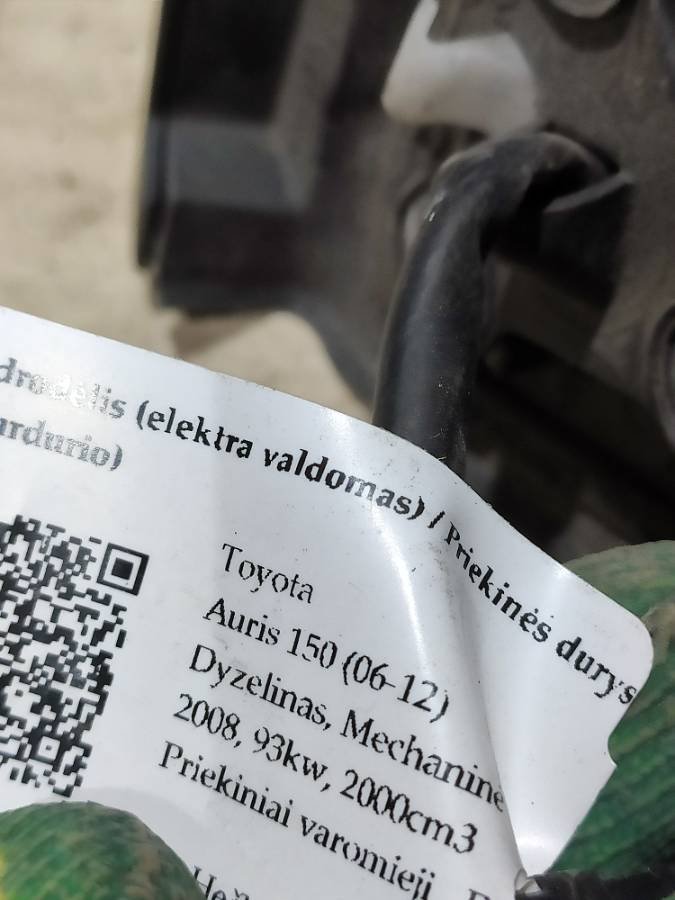 (elektra valdomas) / Priekinės durys
Toyota
Auris 150 (06-12)
Dyzelinas, Mechaninė
2008, 93kw, 2000cm3
Priekiniai varomieji